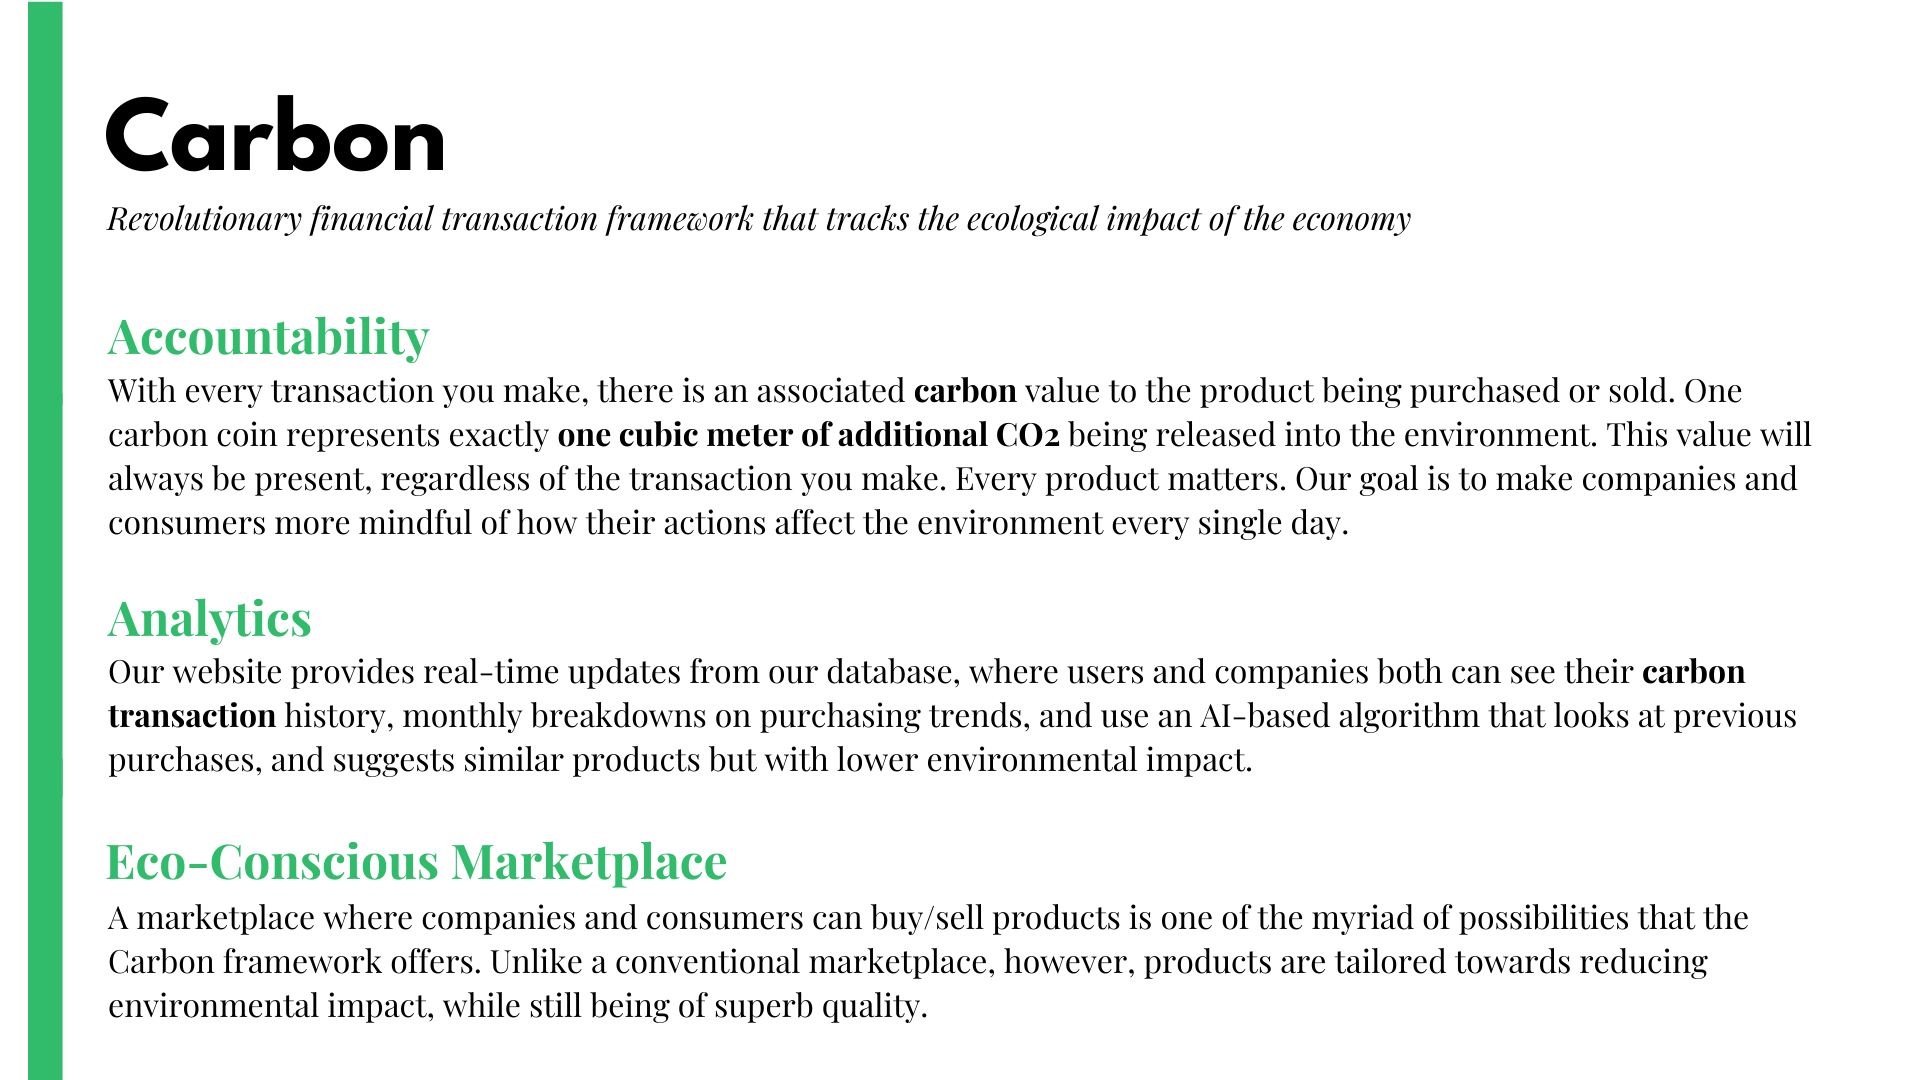 Carbon
Revolutionary financial transaction framework that tracks the ecological impact of the economy
Accountability
With every transaction you make, there is an associated carbon value to the product being purchased or sold. One
carbon coin represents exactly one cubic meter of additional CO2 being released into the environment. This value will
always be present, regardless of the transaction you make. Every product matters. Our goal is to make companies and
consumers more mindful of how their actions affect the environment every single day.
Analytics
Our website provides real-time updates from our database, where users and companies both can see their carbon
transaction history, monthly breakdowns on purchasing trends, and use an AI-based algorithm that looks at previous
purchases, and suggests similar products but with lower environmental impact.
Eco-Conscious Marketplace
A marketplace where companies and consumers can buy/sell products is one of the myriad of possibilities that the
Carbon framework offers. Unlike a conventional marketplace, however, products are tailored towards reducing
environmental impact, while still being of superb quality.